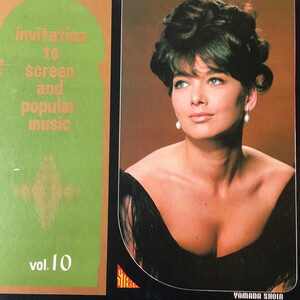 invitation
to
screen
and
popular
music
vol.10
YAMADA SHOIN